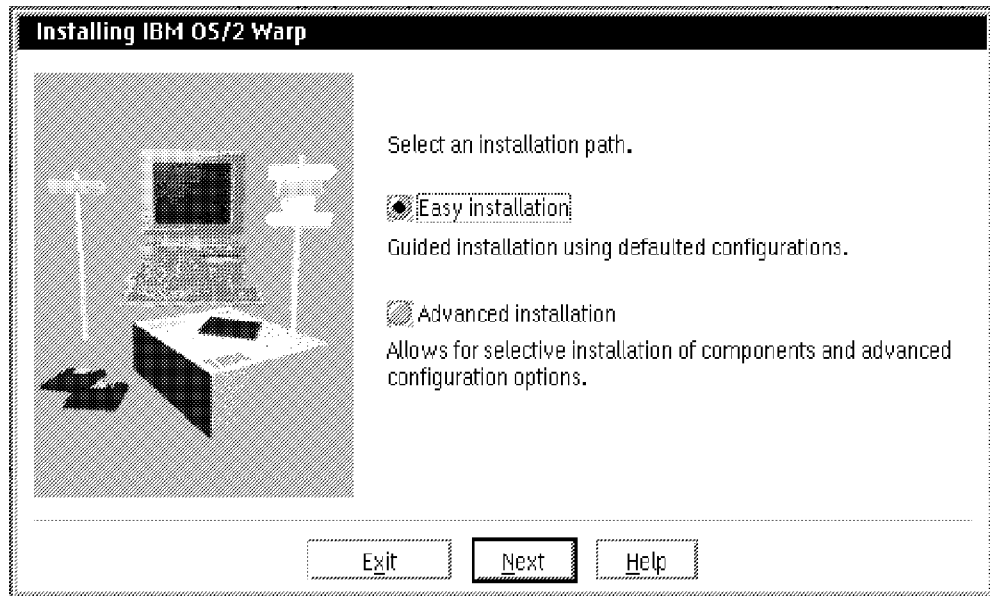 Installing IBM OS/2 Warp
Select an installation path.
Easy installation
Guided installation using defaulted configurations.
Advanced installation
Allows for selective installation of components and advanced
configuration options.
Exit
Next
Help